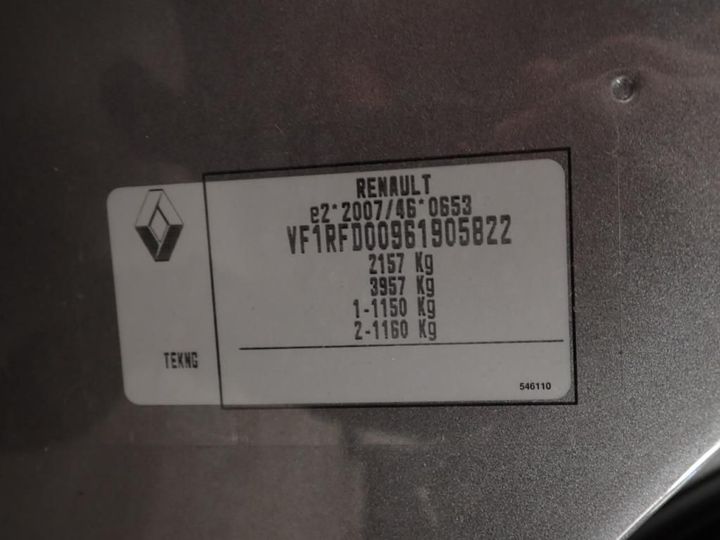 RENAULT
e2*2007/46*0653
VF1RFD00961905822
2157 Kg
3957 Kg
1-1150 Kg
2-1160 Kg
TEKNG
546110